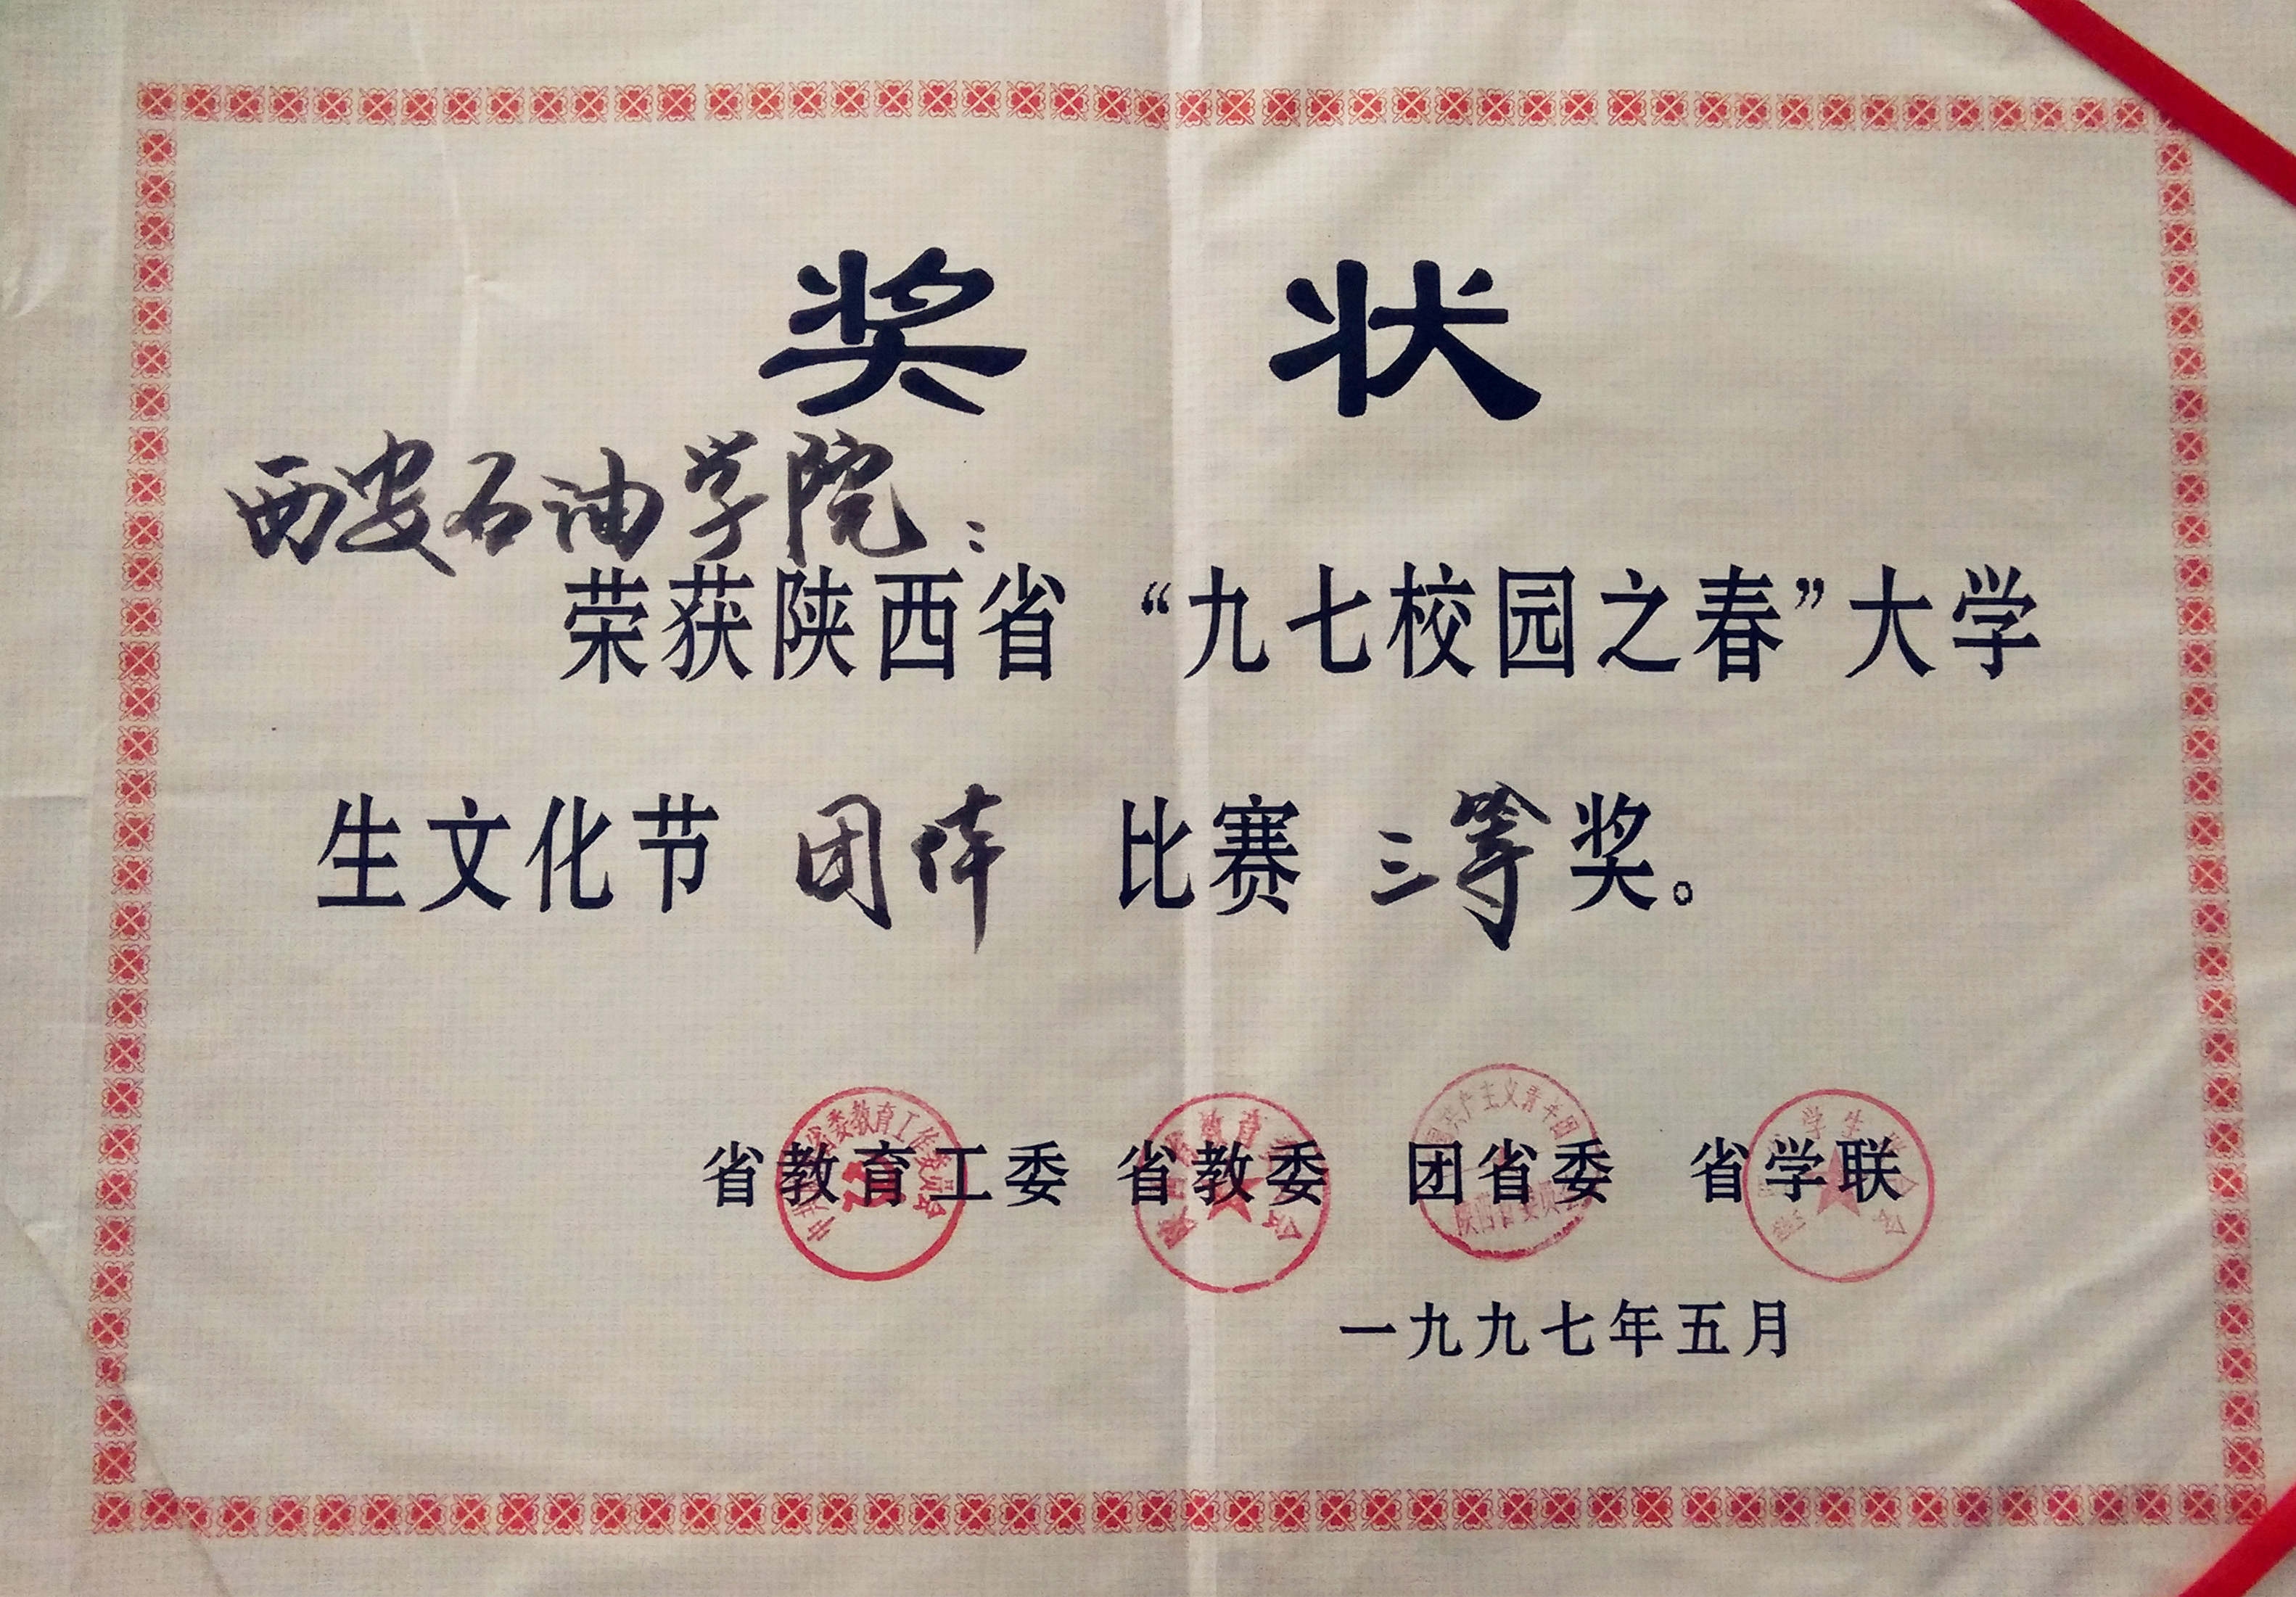 奖 状
西安石油学院：
荣获陕西省“九七校园之春”大学
生文化节 团体 比赛 三等奖。
省教育工委 省教委 团省委 省学联
一九九七年五月